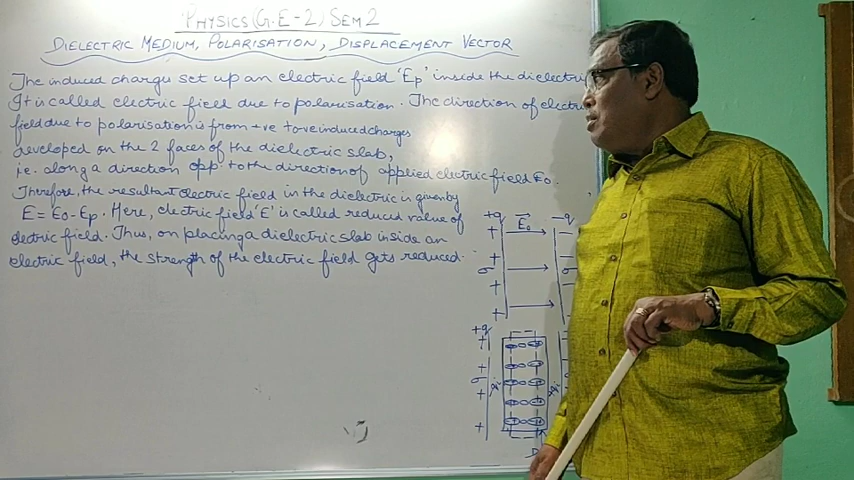 PHYSICS (G.E-2) SEM 2
DIELECTRIC MEDIUM, POLARISATION, DISPLACEMENT VECTOR
The induced charges set up an electric field 'Ep' inside the dielectri
It is called electric field due to polarisation. The direction of electri
field due to polarisation is from +ve to -ve induced charges
developed on the 2 faces of the dielectric slab,
i.e. along a direction opp. to the direction of applied electric field E0.
Therefore, the resultant electric field in the dielectric is given by
E = E0 - Ep. Here, electric field 'E' is called reduced value of
electric field. Thus, on placing a dielectric slab inside an
electric field, the strength of the electric field gets reduced.
+q E0 -q
+ −
+ −
σ σ
+ −
+ −
+q
+
+
σ
+
+
air air
D